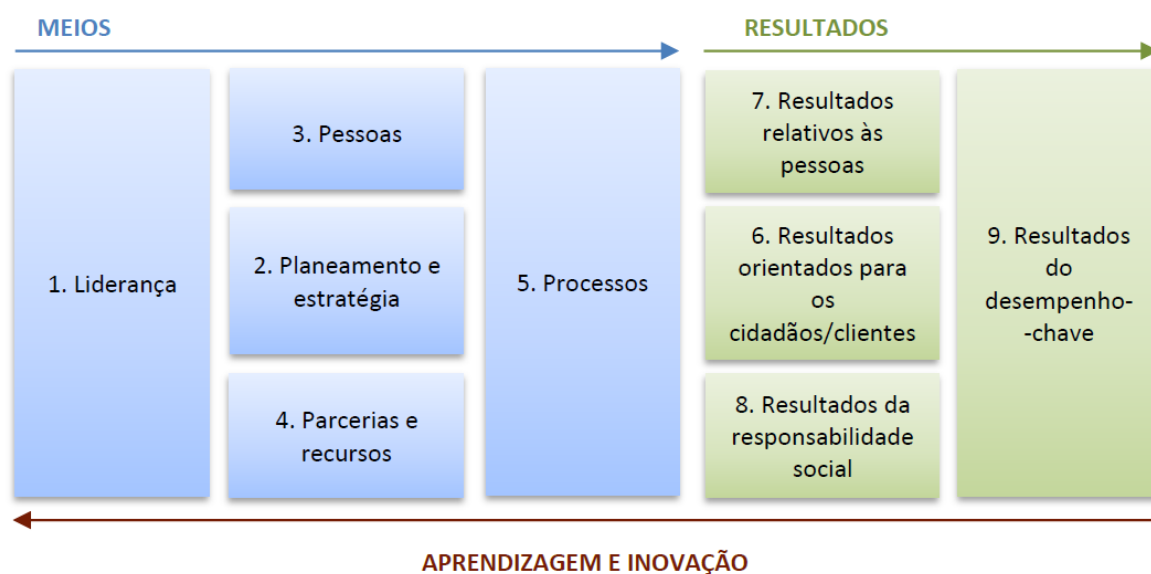 MEIOS
RESULTADOS
1. Liderança
3. Pessoas
2. Planeamento e
estratégia
4. Parcerias e
recursos
5. Processos
7. Resultados
relativos às
pessoas
6. Resultados
orientados para
os
cidadãos/clientes
8. Resultados da
responsabilidade
social
9. Resultados
do
desempenho-
-chave
APRENDIZAGEM E INOVAÇÃO